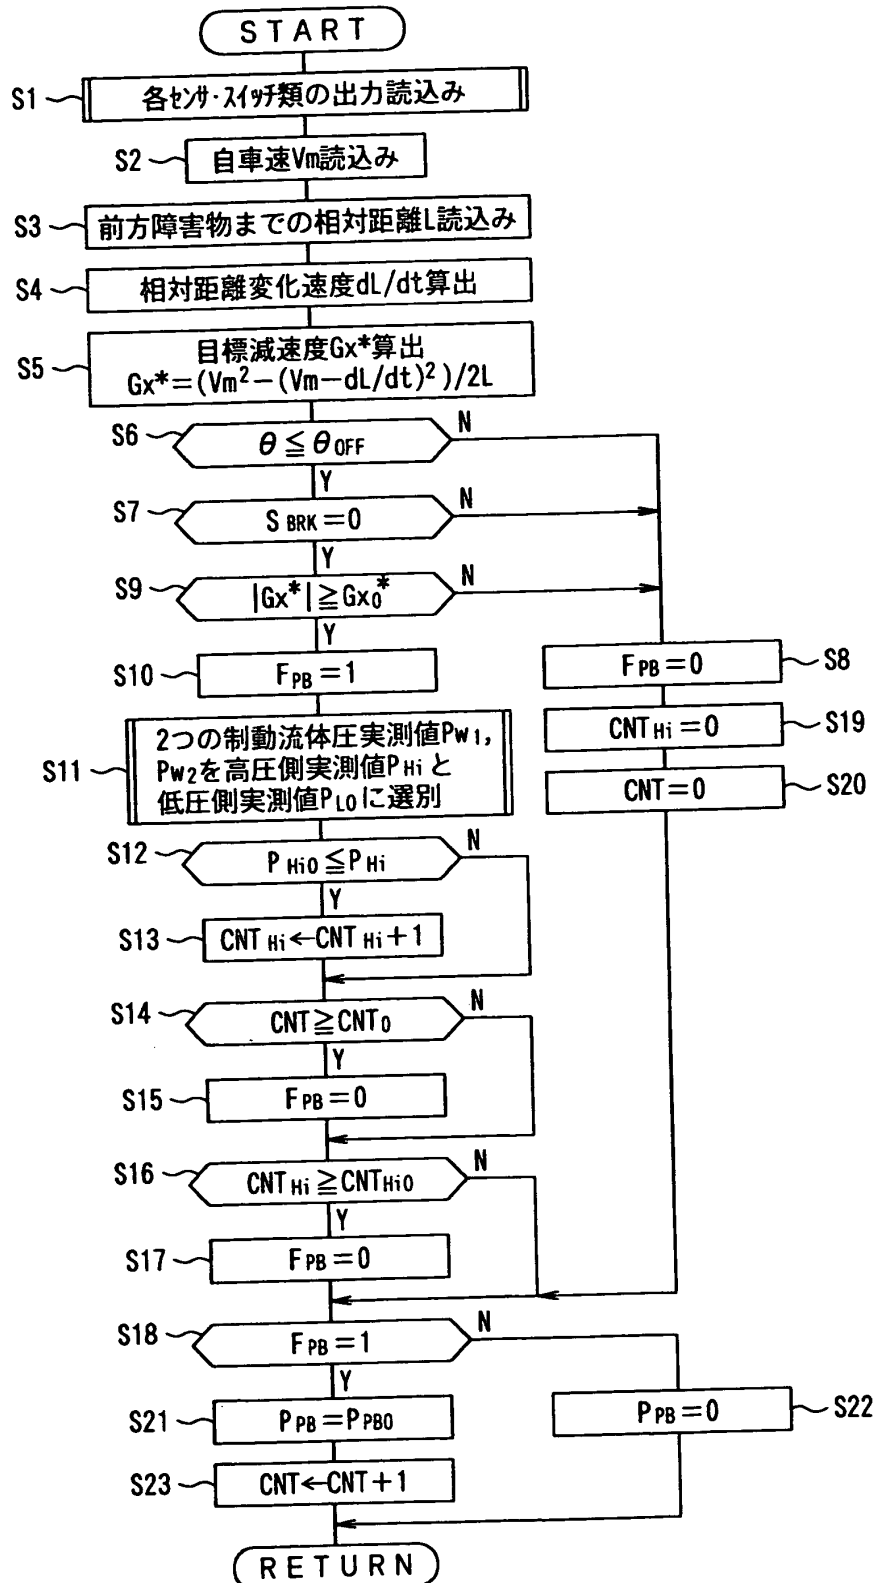 START
S1
各センサ・スイッチ類の出力読込み
S2
自車速Vm読込み
S3
前方障害物までの相対距離L読込み
S4
相対距離変化速度dL/dt算出
S5
目標減速度Gx*算出
Gx*=(Vm²-(Vm-dL/dt)²)/2L
S6
θ≦θOFF
N
Y
S7
SBRK=0
N
Y
S9
|Gx*|≧Gx0*
N
Y
S10
FPB=1
FPB=0
S8
S11
2つの制動流体圧実測値Pw1,
Pw2を高圧側実測値PHiと
低圧側実測値PLOに選別
CNTHi=0
S19
CNT=0
S20
S12
PHi0≦PHi
N
Y
S13
CNTHi←CNTHi+1
S14
CNT≧CNT0
N
Y
S15
FPB=0
S16
CNTHi≧CNTHi0
N
Y
S17
FPB=0
S18
FPB=1
N
Y
S21
PPB=PPB0
PPB=0
S22
S23
CNT←CNT+1
RETURN